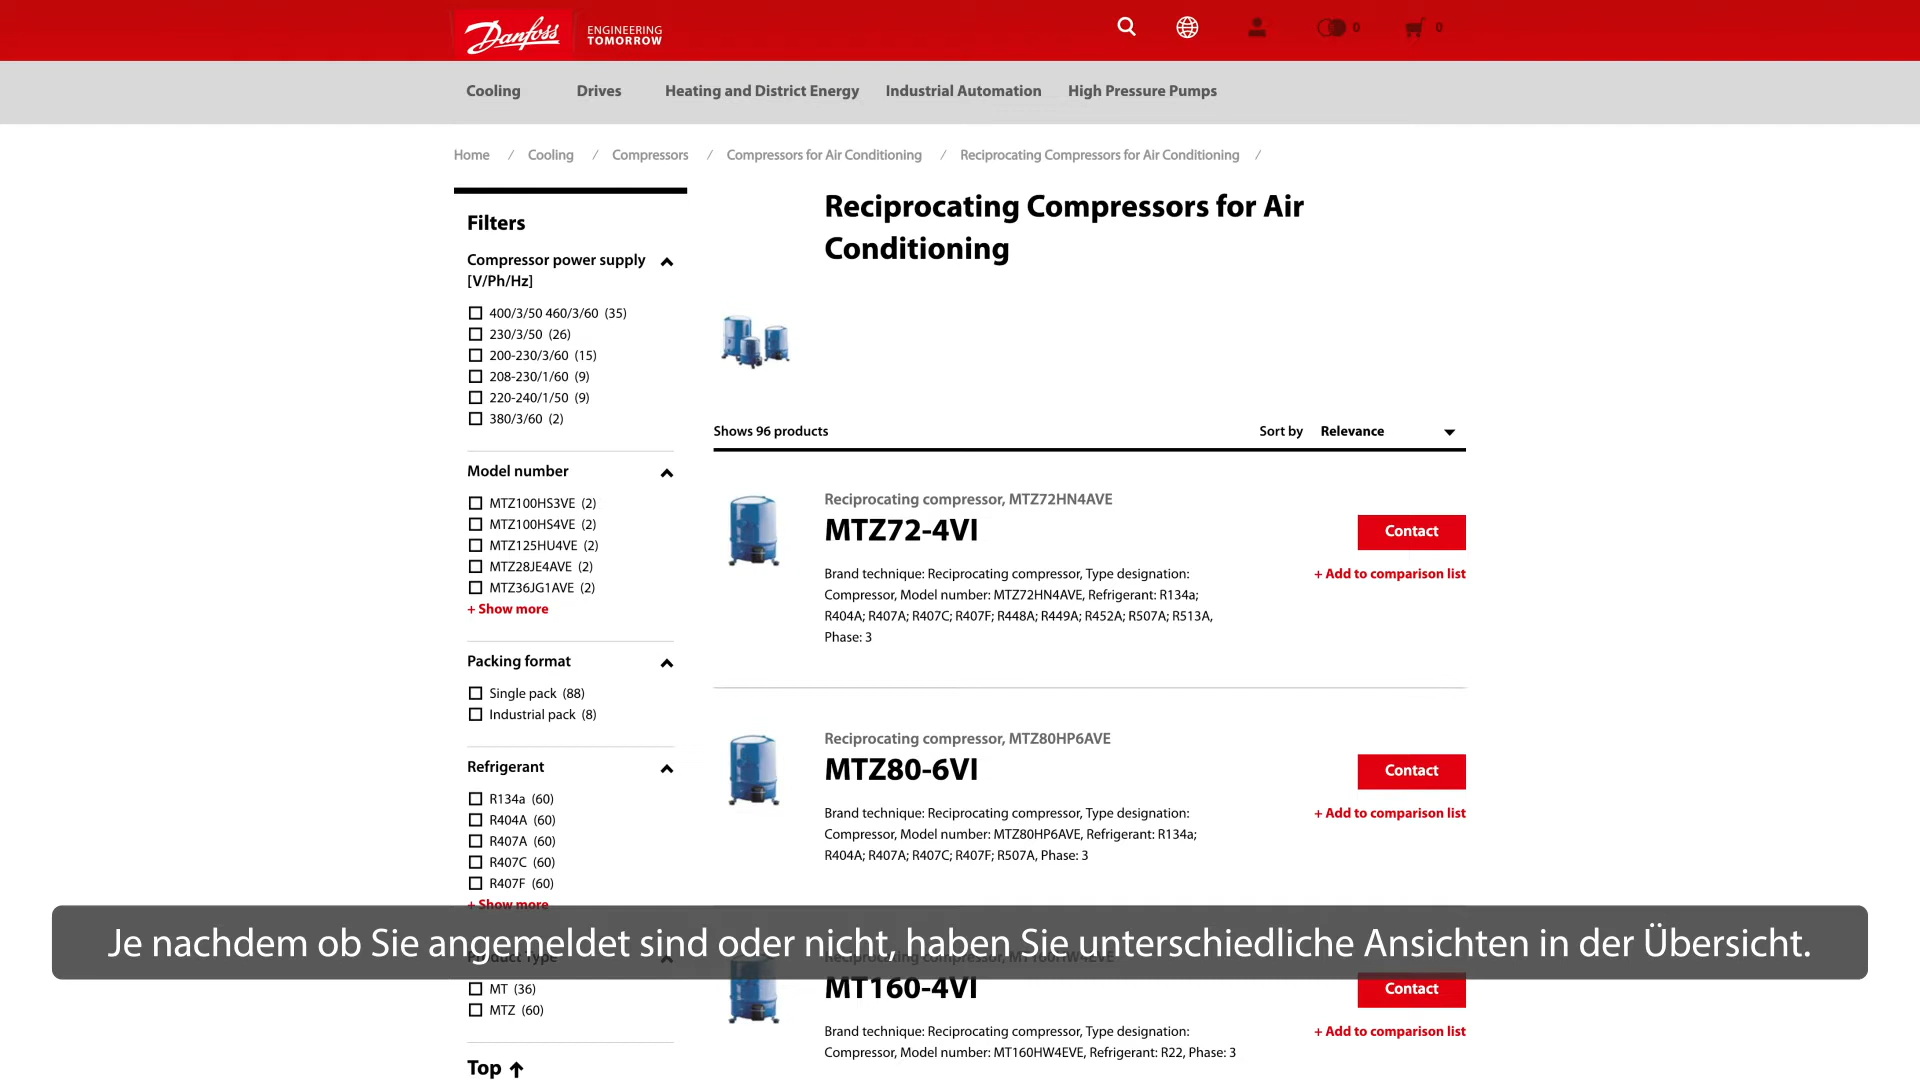 Danfoss
ENGINEERING
TOMORROW
0
0
Cooling
Drives
Heating and District Energy
Industrial Automation
High Pressure Pumps
Home / Cooling / Compressors / Compressors for Air Conditioning / Reciprocating Compressors for Air Conditioning /
Filters
Compressor power supply
[V/Ph/Hz]
400/3/50 460/3/60 (35)
230/3/50 (26)
200-230/3/60 (15)
208-230/1/60 (9)
220-240/1/50 (9)
380/3/60 (2)
Model number
MTZ100HS3VE (2)
MTZ100HS4VE (2)
MTZ125HU4VE (2)
MTZ28JE4AVE (2)
MTZ36JG1AVE (2)
+ Show more
Packing format
Single pack (88)
Industrial pack (8)
Refrigerant
R134a (60)
R404A (60)
R407A (60)
R407C (60)
R407F (60)
+ Show more
Product Type
MT (36)
MTZ (60)
Top
Reciprocating Compressors for Air
Conditioning
Shows 96 products
Sort by Relevance
Reciprocating compressor, MTZ72HN4AVE
MTZ72-4VI
Brand technique: Reciprocating compressor, Type designation:
Compressor, Model number: MTZ72HN4AVE, Refrigerant: R134a;
R404A; R407A; R407C; R407F; R448A; R449A; R452A; R507A; R513A,
Phase: 3
Contact
+ Add to comparison list
Reciprocating compressor, MTZ80HP6AVE
MTZ80-6VI
Brand technique: Reciprocating compressor, Type designation:
Compressor, Model number: MTZ80HP6AVE, Refrigerant: R134a;
R404A; R407A; R407C; R407F; R507A, Phase: 3
Contact
+ Add to comparison list
Reciprocating compressor, MT160HW4EVE
MT160-4VI
Brand technique: Reciprocating compressor, Type designation:
Compressor, Model number: MT160HW4EVE, Refrigerant: R22, Phase: 3
Contact
+ Add to comparison list
Je nachdem ob Sie angemeldet sind oder nicht, haben Sie unterschiedliche Ansichten in der Übersicht.